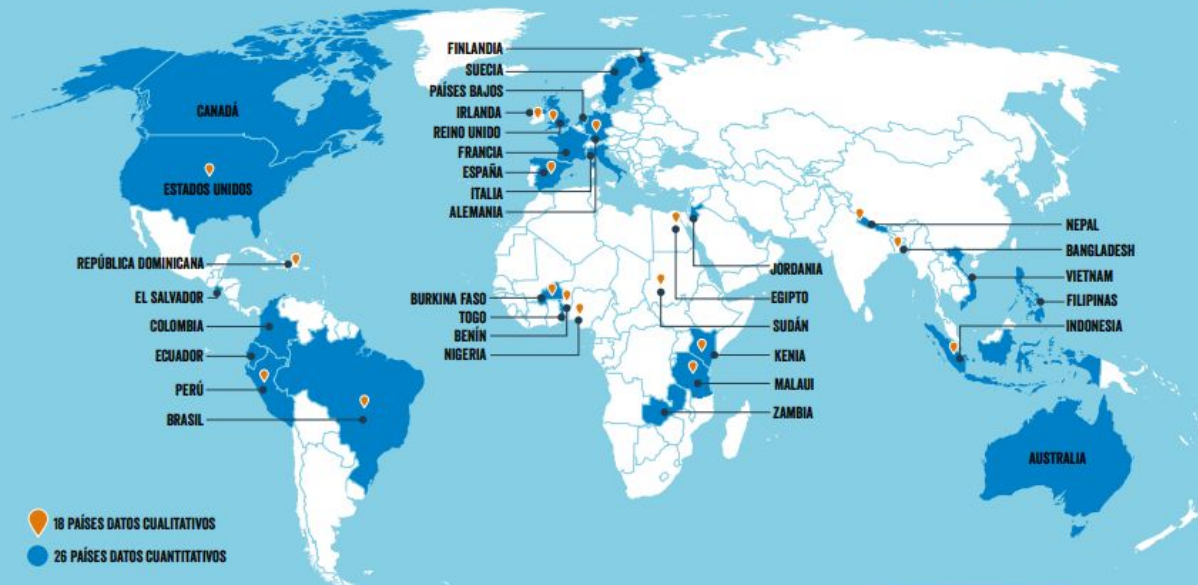 FINLANDIA
SUECIA
PAÍSES BAJOS
IRLANDA
REINO UNIDO
FRANCIA
ESPAÑA
ITALIA
ALEMANIA
CANADÁ
ESTADOS UNIDOS
REPÚBLICA DOMINICANA
EL SALVADOR
COLOMBIA
ECUADOR
PERÚ
BRASIL
BURKINA FASO
TOGO
BENÍN
NIGERIA
JORDANIA
EGIPTO
SUDÁN
KENIA
MALAUI
ZAMBIA
NEPAL
BANGLADESH
VIETNAM
FILIPINAS
INDONESIA
AUSTRALIA
18 PAÍSES DATOS CUALITATIVOS
26 PAÍSES DATOS CUANTITATIVOS